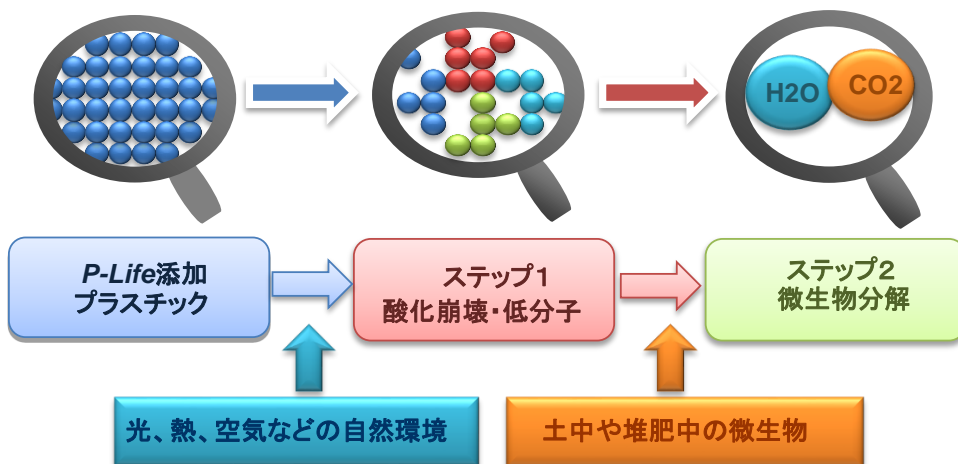 H2O
CO2
P-Life添加
プラスチック
ステップ１
酸化崩壊・低分子
ステップ２
微生物分解
光、熱、空気などの自然環境
土中や堆肥中の微生物